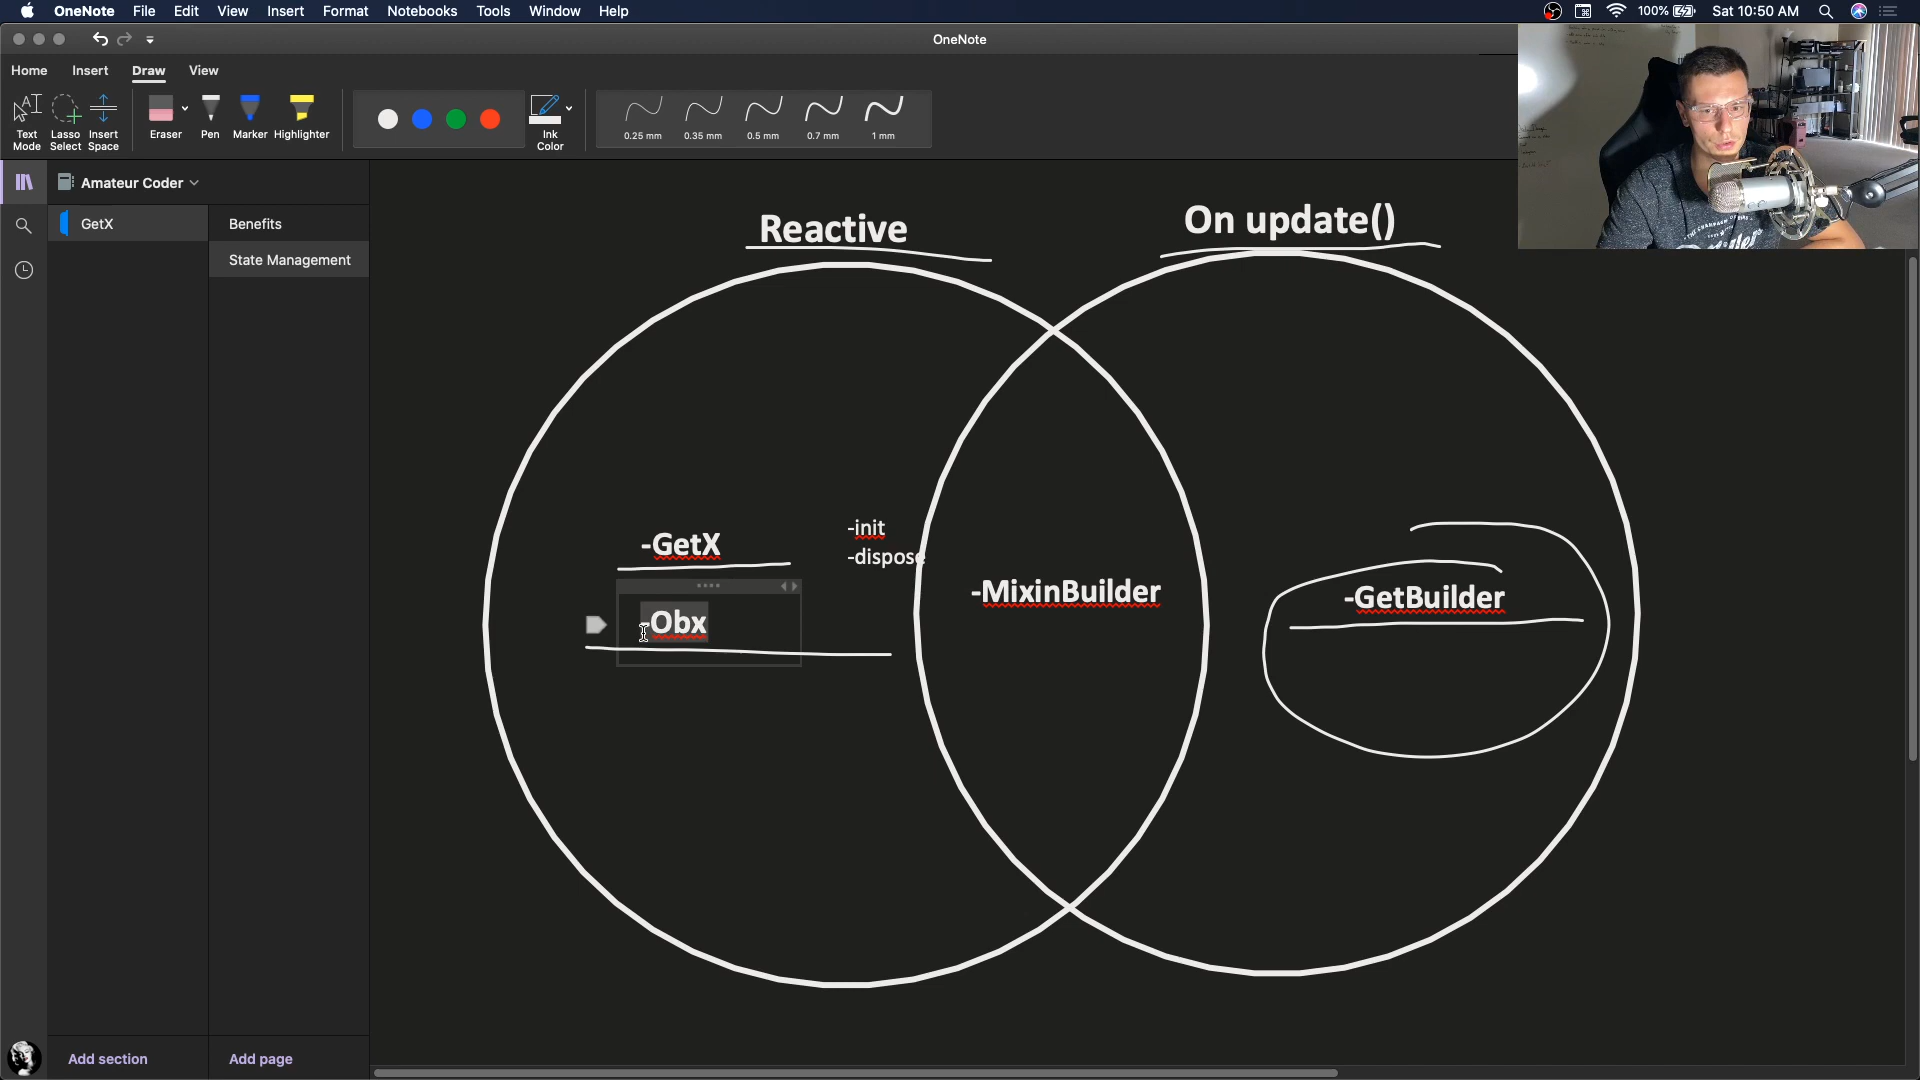 OneNote File Edit View Insert Format Notebooks Tools Window Help
100% Sat 10:50 AM
OneNote
Home Insert Draw View
Text Mode
Lasso Select
Insert Space
Eraser
Pen
Marker
Highlighter
Ink Color
0.25 mm
0.35 mm
0.5 mm
0.7 mm
1 mm
Amateur Coder
GetX
Benefits
State Management
Reactive
On update()
-GetX
-init
-dispose
-Obx
-MixinBuilder
-GetBuilder
Add section
Add page